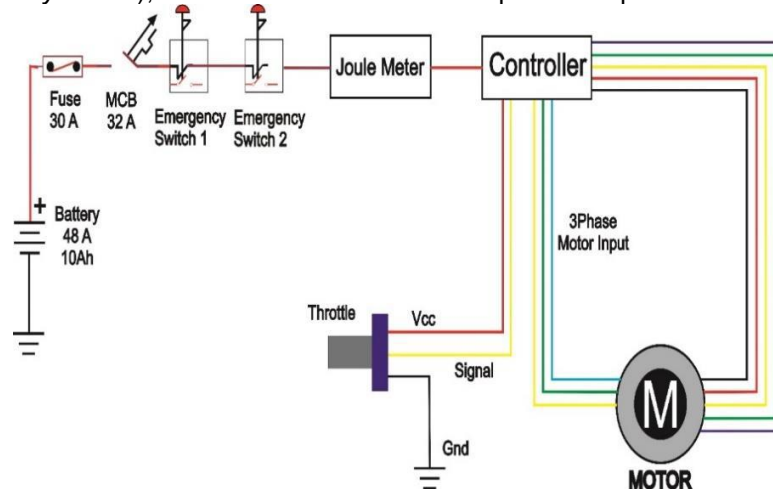 Fuse
30 A
MCB
32 A
Emergency
Switch 1
Emergency
Switch 2
Joule Meter
Controller
+
Battery
48 A
10Ah
3Phase
Motor Input
Throttle
Vcc
Signal
Gnd
M
MOTOR